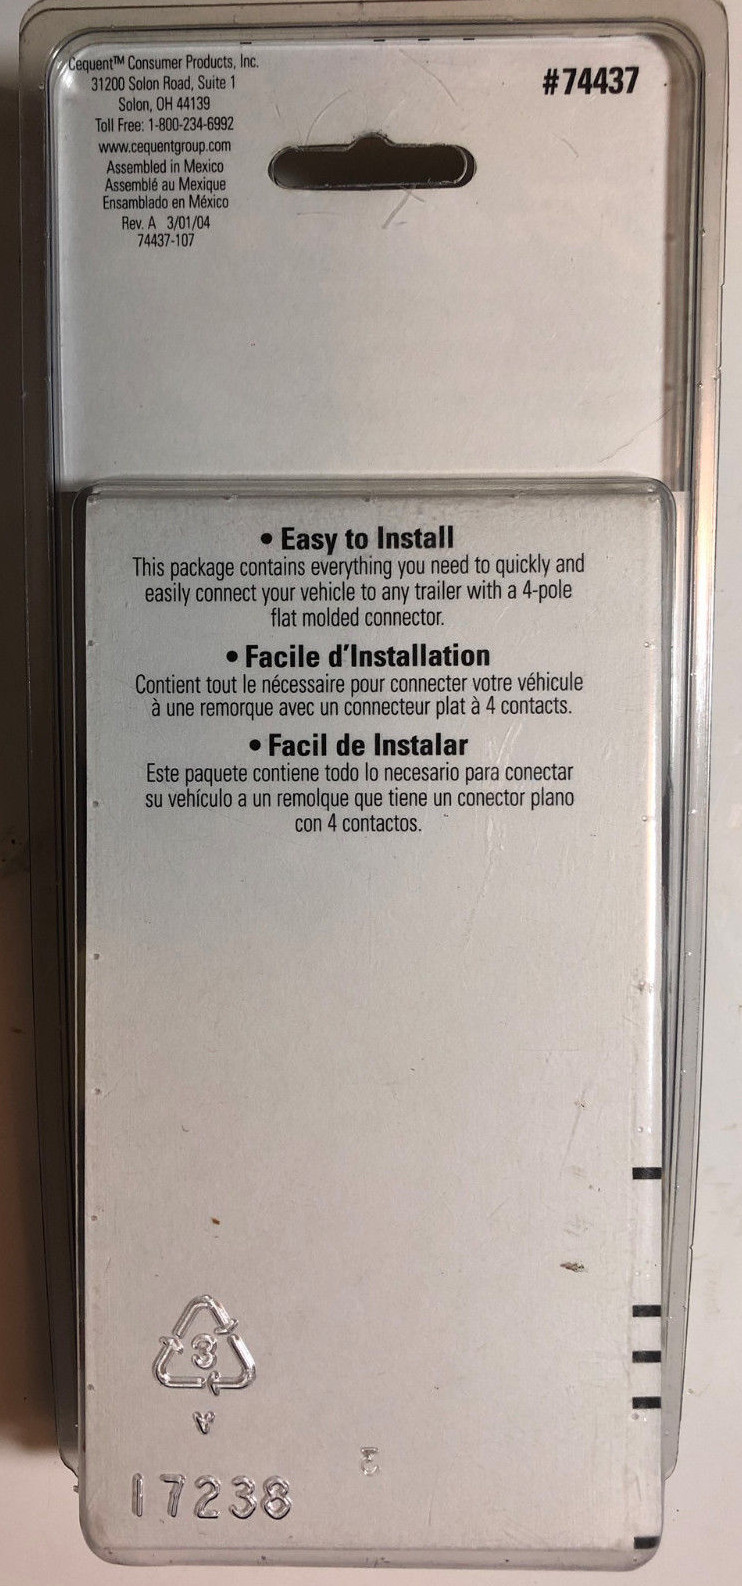 Cequent™ Consumer Products, Inc.
31200 Solon Road, Suite 1
Solon, OH 44139
Toll Free: 1-800-234-6992
www.cequentgroup.com
Assembled in Mexico
Assemblé au Mexique
Ensamblado en México
Rev. A 3/01/04
74437-107
#74437
• Easy to Install
This package contains everything you need to quickly and
easily connect your vehicle to any trailer with a 4-pole
flat molded connector.
• Facile d'Installation
Contient tout le nécessaire pour connecter votre véhicule
à une remorque avec un connecteur plat à 4 contacts.
• Facil de Instalar
Este paquete contiene todo lo necesario para conectar
su vehículo a un remolque que tiene un conector plano
con 4 contactos.
3
V
17238